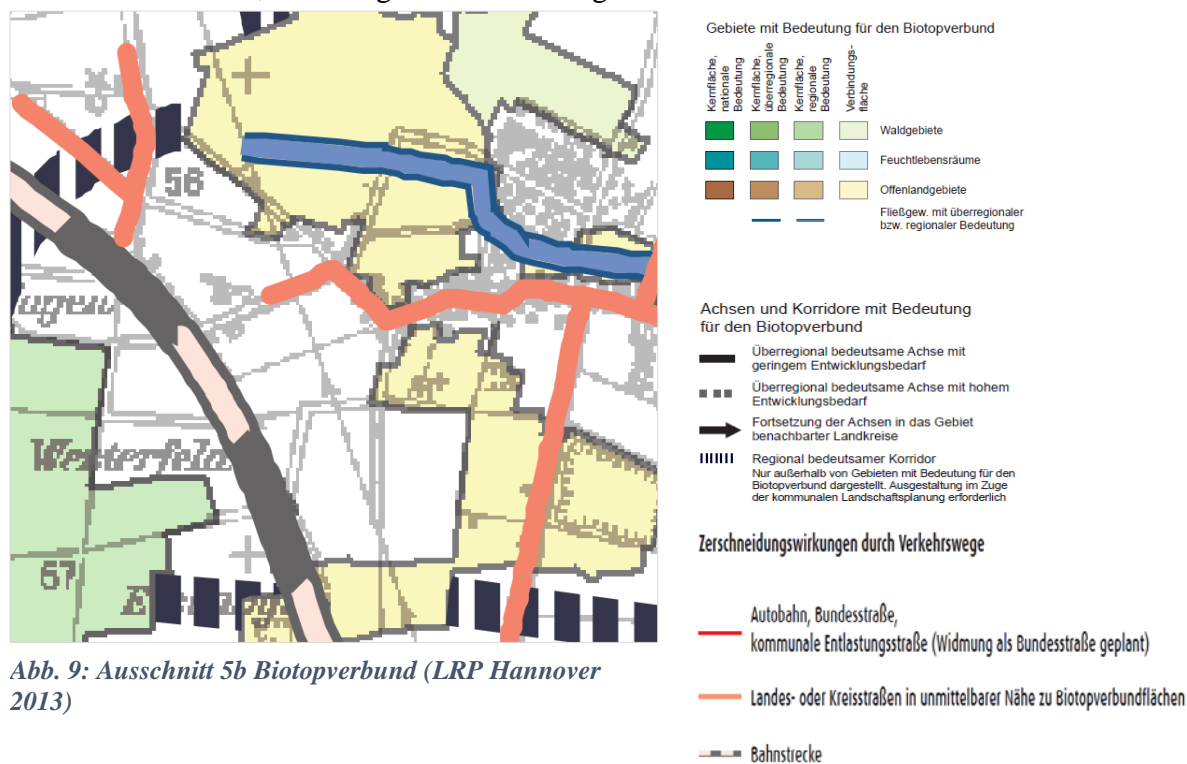 58
67
Abb. 9: Ausschnitt 5b Biotopverbund (LRP Hannover
2013)
Gebiete mit Bedeutung für den Biotopverbund
Kernfläche,
nationale
Bedeutung
Kernfläche,
überregionale
Bedeutung
Kernfläche,
regionale
Bedeutung
Verbindungs-
fläche
Waldgebiete
Feuchtlebensräume
Offenlandgebiete
Fließgew. mit überregionaler
bzw. regionaler Bedeutung
Achsen und Korridore mit Bedeutung
für den Biotopverbund
Überregional bedeutsame Achse mit
geringem Entwicklungsbedarf
Überregional bedeutsame Achse mit hohem
Entwicklungsbedarf
Fortsetzung der Achsen in das Gebiet
benachbarter Landkreise
Regional bedeutsamer Korridor
Nur außerhalb von Gebieten mit Bedeutung für den
Biotopverbund dargestellt. Ausgestaltung im Zuge
der kommunalen Landschaftsplanung erforderlich
Zerschneidungswirkungen durch Verkehrswege
Autobahn, Bundesstraße,
kommunale Entlastungsstraße (Widmung als Bundesstraße geplant)
Landes- oder Kreisstraßen in unmittelbarer Nähe zu Biotopverbundflächen
Bahnstrecke